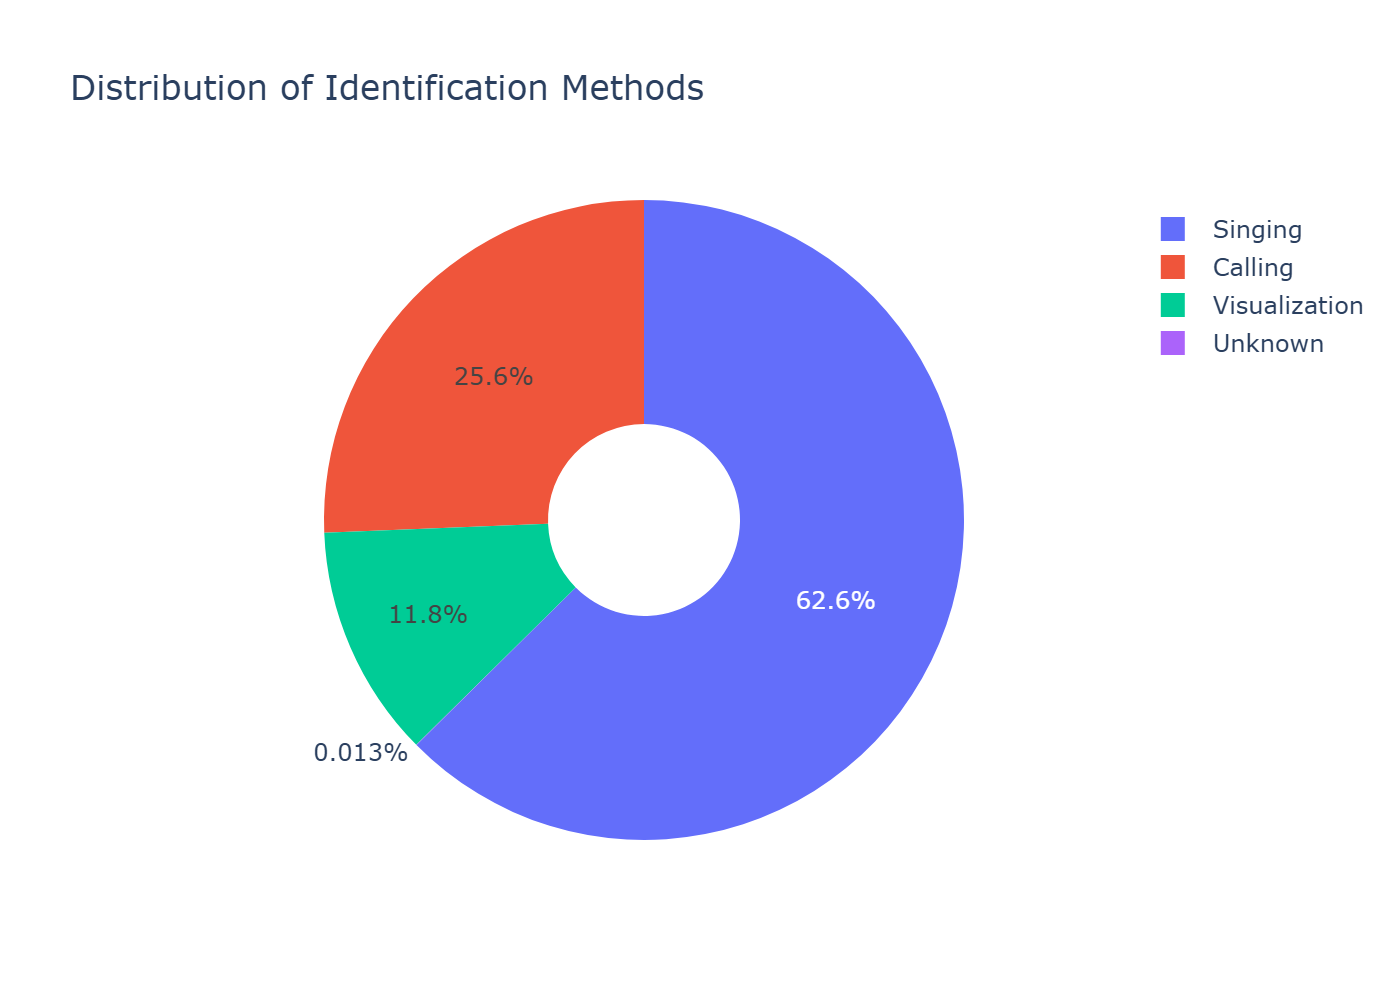 Distribution of Identification Methods
Singing
Calling
Visualization
Unknown
25.6%
62.6%
11.8%
0.013%